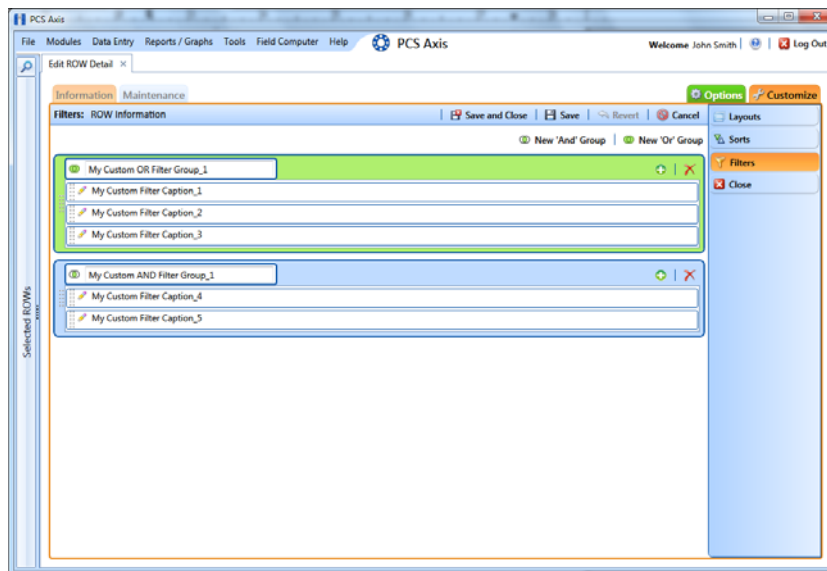 PCS Axis
File Modules Data Entry Reports / Graphs Tools Field Computer Help PCS Axis Welcome John Smith Log Out
Edit ROW Detail ×
Information Maintenance Options Customize
Filters: ROW Information Save and Close Save Revert Cancel Layouts
New 'And' Group New 'Or' Group Sorts
My Custom OR Filter Group_1 Filters
My Custom Filter Caption_1 Close
My Custom Filter Caption_2
My Custom Filter Caption_3
My Custom AND Filter Group_1
My Custom Filter Caption_4
My Custom Filter Caption_5
Selected ROWs